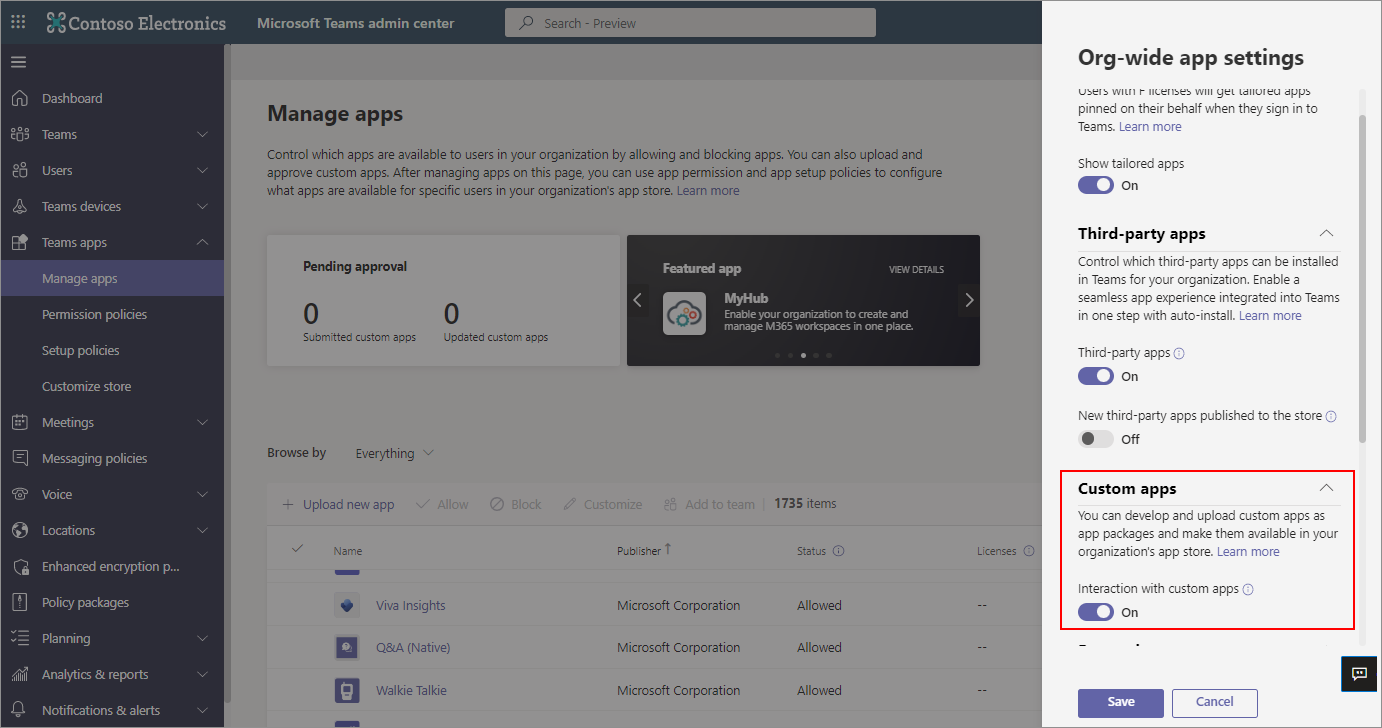 Contoso Electronics
Microsoft Teams admin center
Search - Preview
Dashboard
Teams
Users
Teams devices
Teams apps
Manage apps
Permission policies
Setup policies
Customize store
Meetings
Messaging policies
Voice
Locations
Enhanced encryption p...
Policy packages
Planning
Analytics & reports
Notifications & alerts
Manage apps
Control which apps are available to users in your organization by allowing and blocking apps. You can also upload and
approve custom apps. After managing apps on this page, you can use app permission and app setup policies to configure
what apps are available for specific users in your organization's app store. Learn more
Pending approval
0
Submitted custom apps
0
Updated custom apps
Featured app
VIEW DETAILS
MyHub
Enable your organization to create and
manage M365 workspaces in one place.
Browse by
Everything
Upload new app
Allow
Block
Customize
Add to team
1735 items
Name
Publisher
Status
Licenses
Viva Insights
Microsoft Corporation
Allowed
--
Q&A (Native)
Microsoft Corporation
Allowed
--
Walkie Talkie
Microsoft Corporation
Allowed
--
Org-wide app settings
Users with F licenses will get tailored apps
pinned on their behalf when they sign in to
Teams. Learn more
Show tailored apps
On
Third-party apps
Control which third-party apps can be installed
in Teams for your organization. Enable a
seamless app experience integrated into Teams
in one step with auto-install. Learn more
Third-party apps
On
New third-party apps published to the store
Off
Custom apps
You can develop and upload custom apps as
app packages and make them available in your
organization's app store. Learn more
Interaction with custom apps
On
Save
Cancel